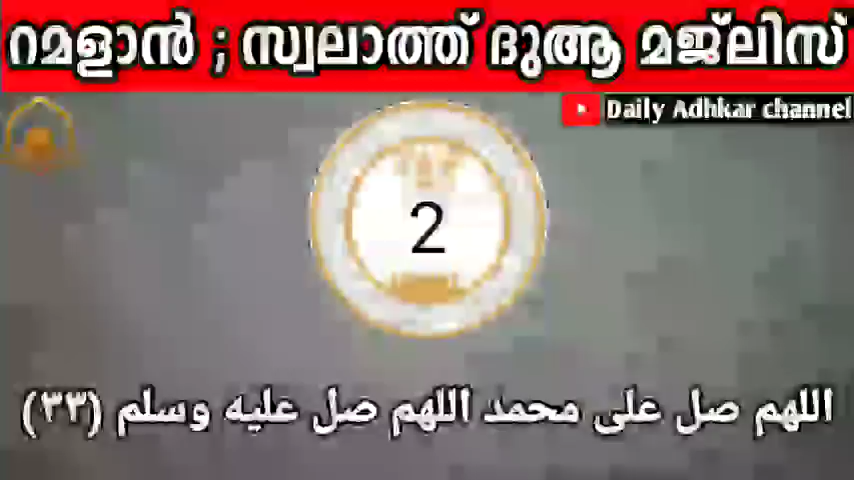 റമളാൻ ; സ്വലാത്ത് ദുആ മജ്ലിസ്
Daily Adhkar channel
2
اللهم صل على محمد اللهم صل عليه وسلم (٣٣)